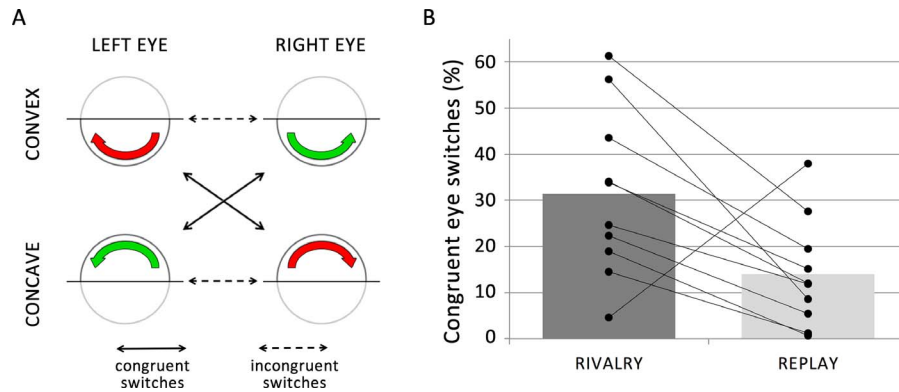 A
LEFT EYE
RIGHT EYE
CONVEX
CONCAVE
congruent
switches
incongruent
switches
B
Congruent eye switches (%)
60
50
40
30
20
10
0
RIVALRY
REPLAY